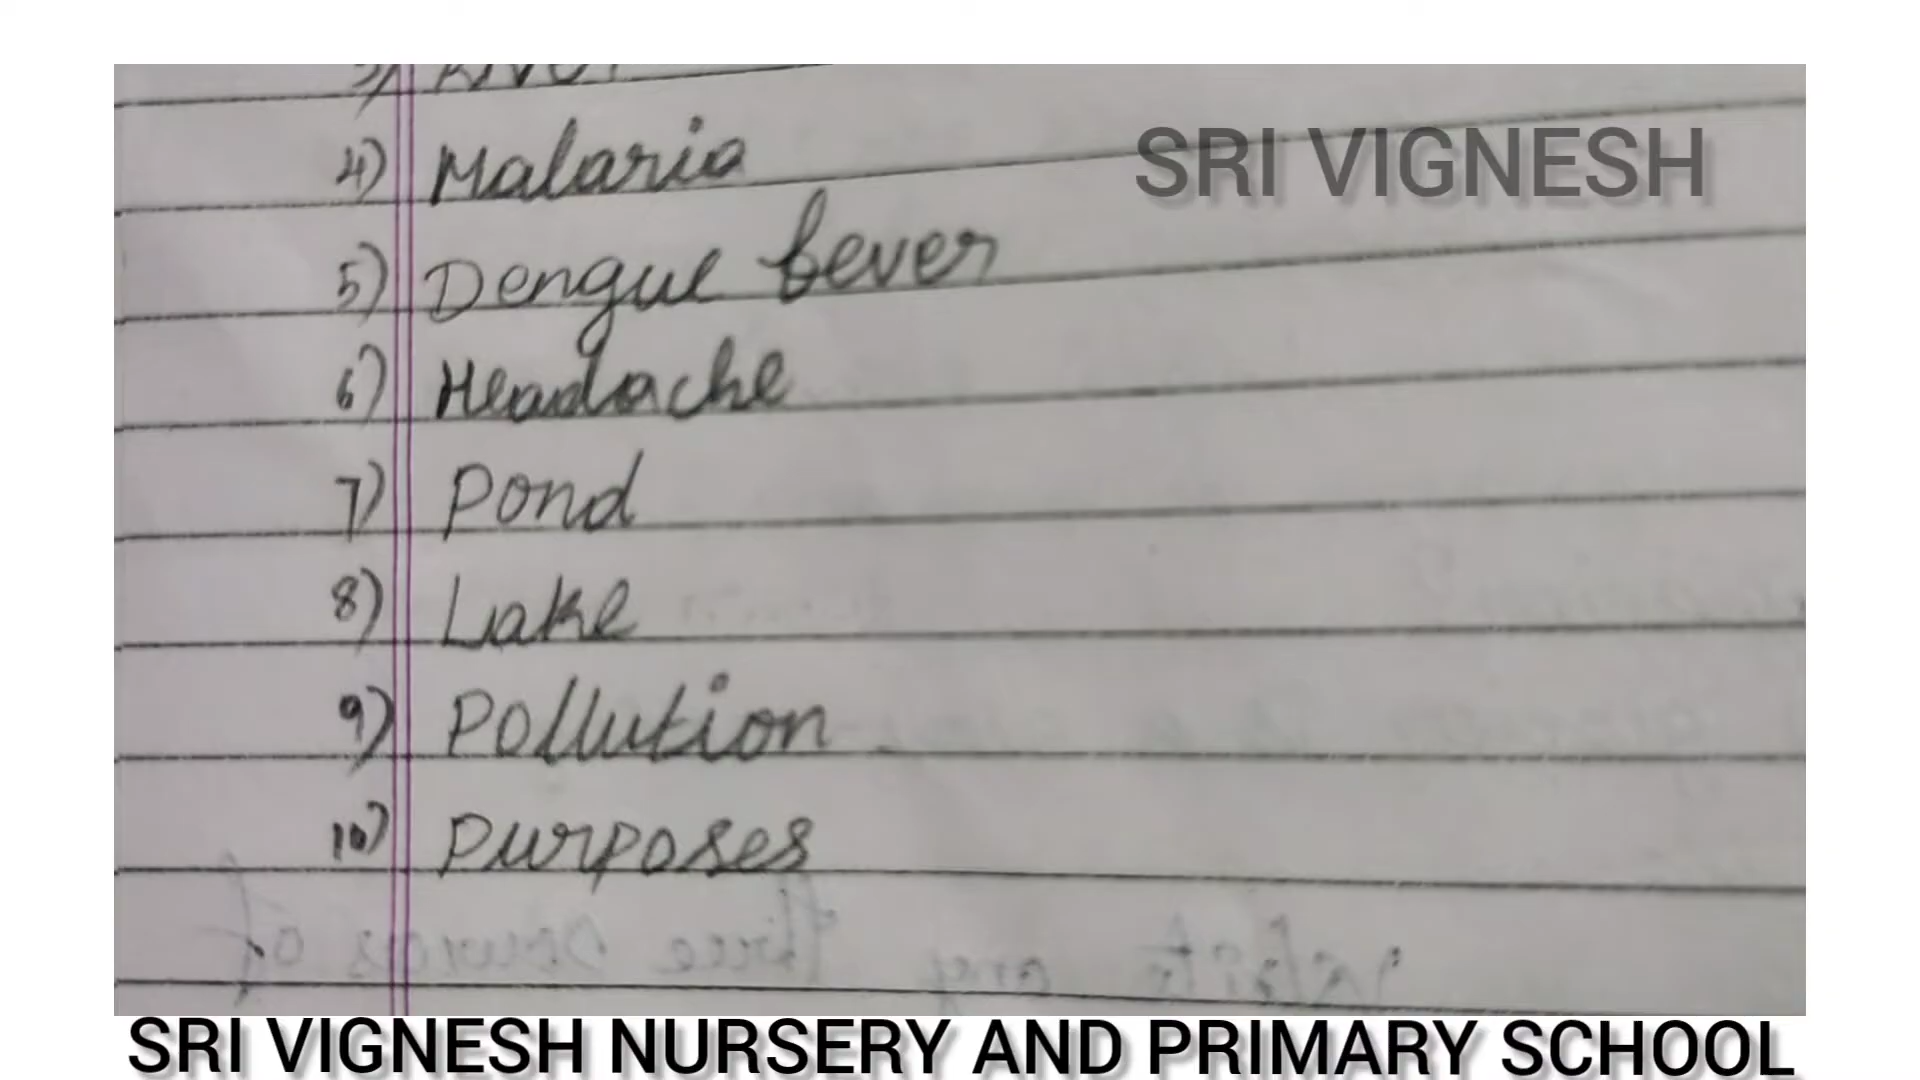 4) Malaria
SRI VIGNESH
5) Dengue fever
6) Headache
7) Pond
8) Lake
9) Pollution
10) Purposes
SRI VIGNESH NURSERY AND PRIMARY SCHOOL